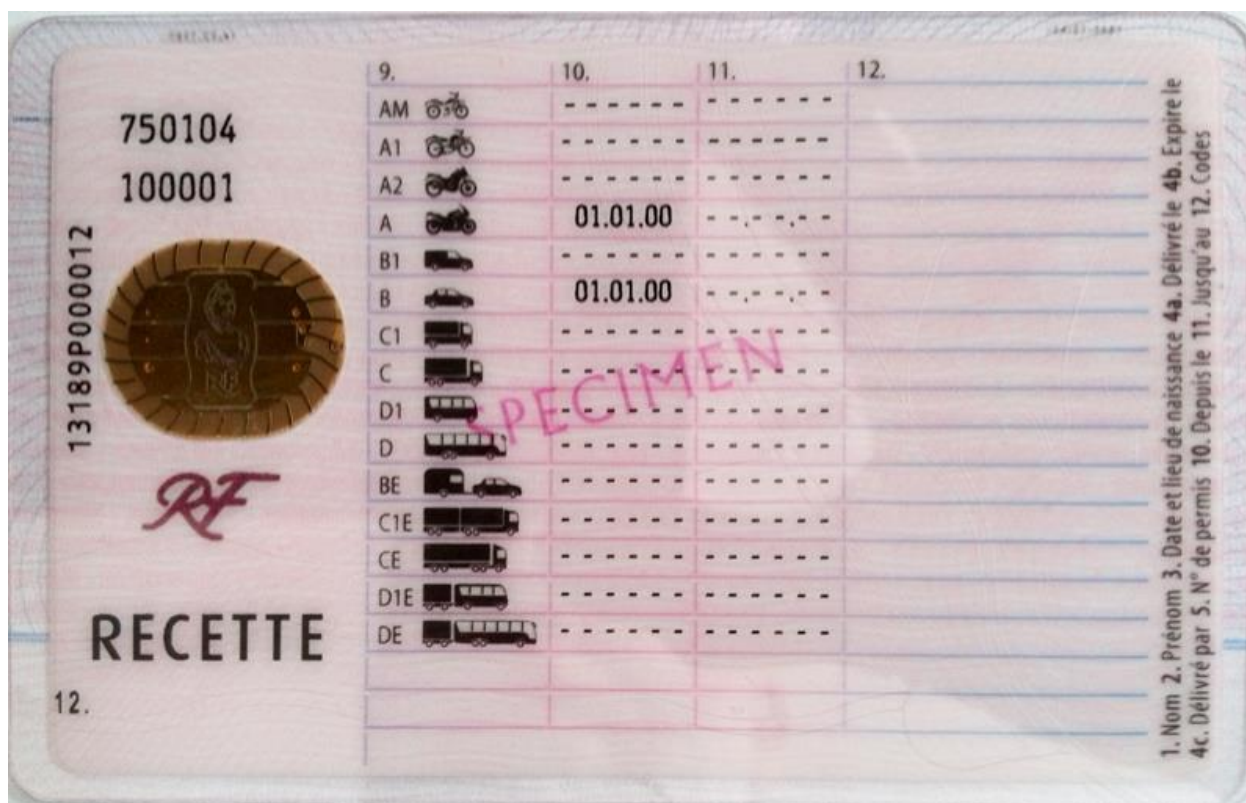 750104
100001
13189P000012
RF
RECETTE
12.
9. 10. 11. 12.
AM - - - - - - - - - - - -
A1 - - - - - - - - - - - -
A2 - - - - - - - - - - - -
A 01.01.00 - -.- -.- -
B1 - - - - - - - - - - - -
B 01.01.00 - -.- -.- -
C1 - - - - - - - - - - - -
C - - - - - - - - - - - -
D1 - - - - - - - - - - - -
D - - - - - - - - - - - -
BE - - - - - - - - - - - -
C1E - - - - - - - - - - - -
CE - - - - - - - - - - - -
D1E - - - - - - - - - - - -
DE - - - - - - - - - - - -
SPECIMEN
1. Nom 2. Prénom 3. Date et lieu de naissance 4a. Délivré le 4b. Expire le
4c. Délivré par 5. N° de permis 10. Depuis le 11. Jusqu'au 12. Codes